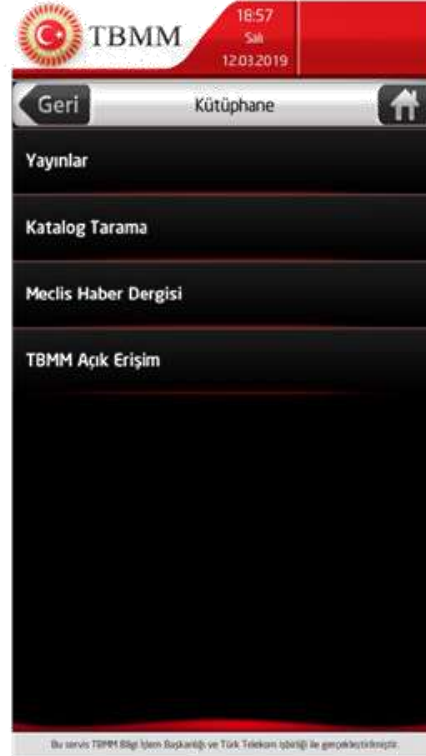 TBMM
18:57
Salı
12.03.2019
Geri
Kütüphane
Yayınlar
Katalog Tarama
Meclis Haber Dergisi
TBMM Açık Erişim
Bu servis TBMM Bilgi İşlem Başkanlığı ve Türk Telekom işbirliği ile gerçekleştirilmiştir.